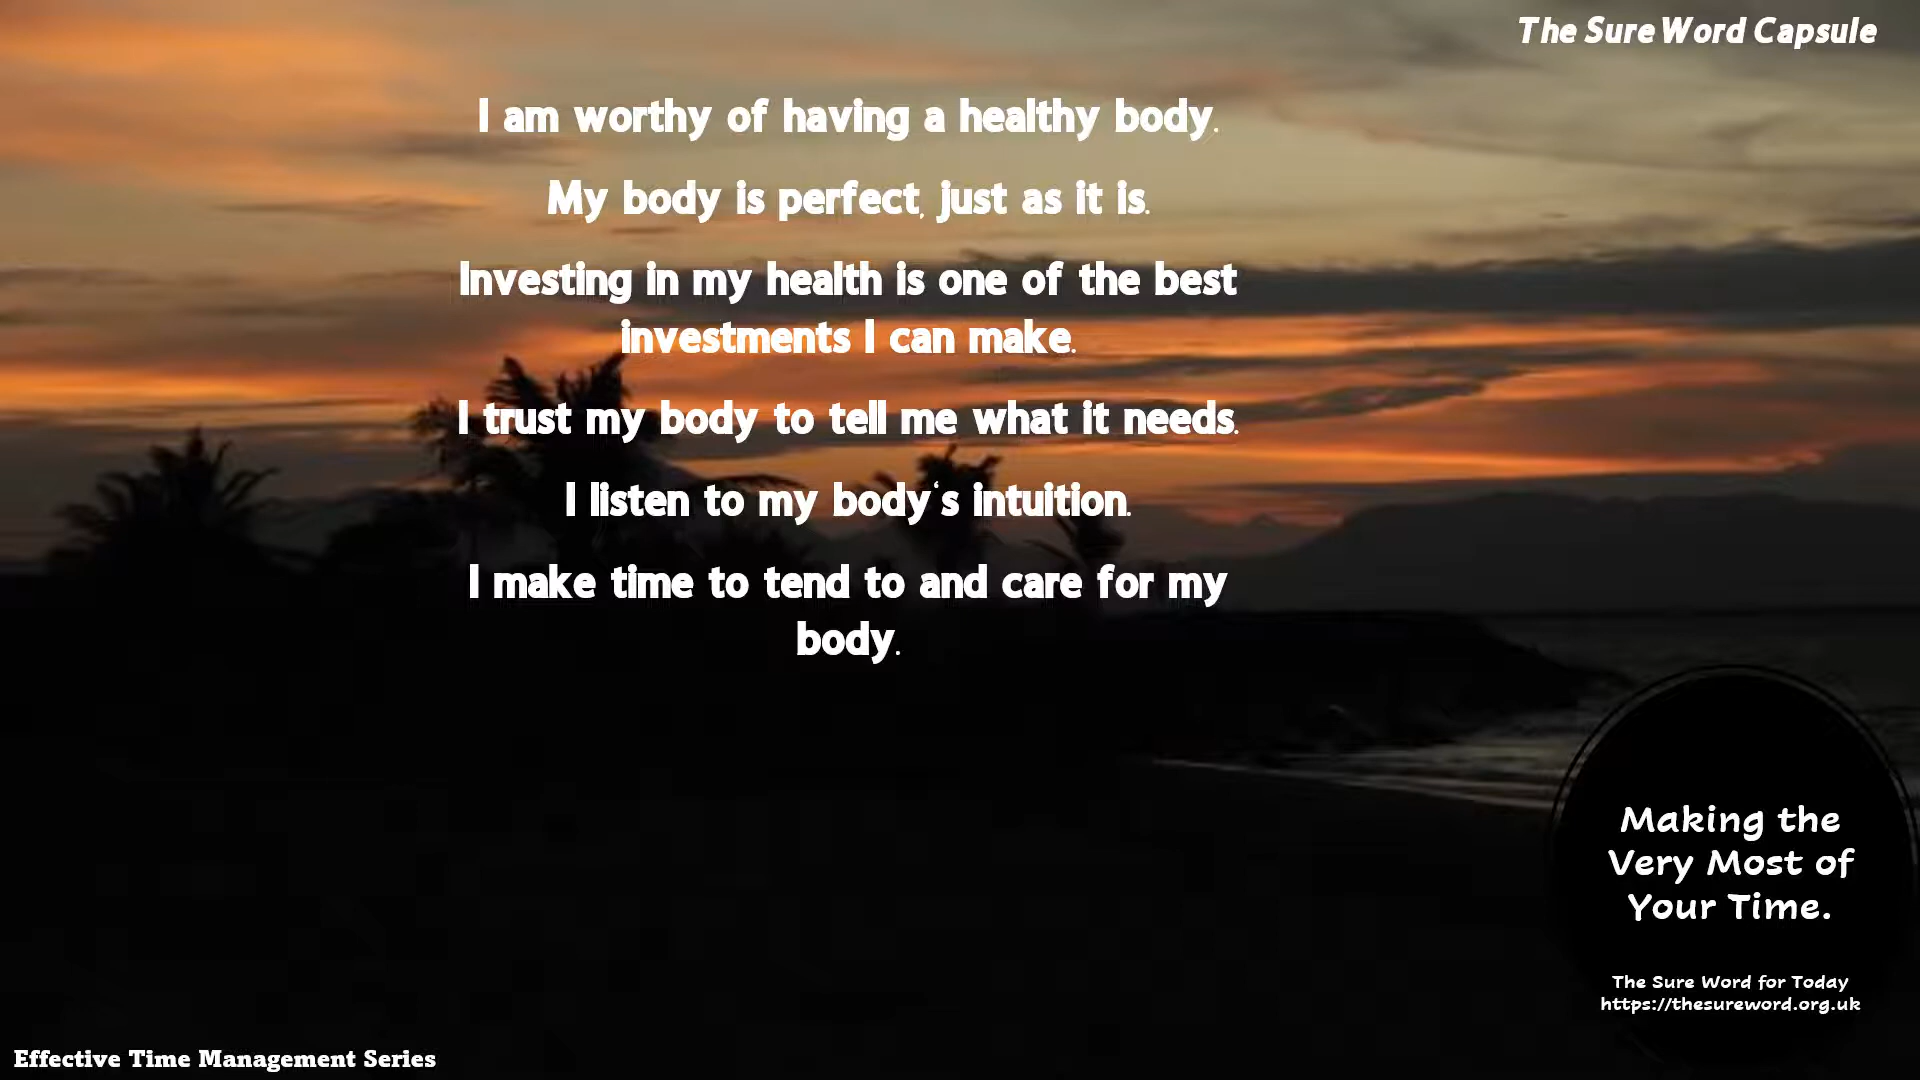 The Sure Word Capsule
I am worthy of having a healthy body.
My body is perfect, just as it is.
Investing in my health is one of the best
investments I can make.
I trust my body to tell me what it needs.
I listen to my body‘s intuition.
I make time to tend to and care for my
body.
Making the
Very Most of
Your Time.
The Sure Word for Today
https://thesureword.org.uk
Effective Time Management Series